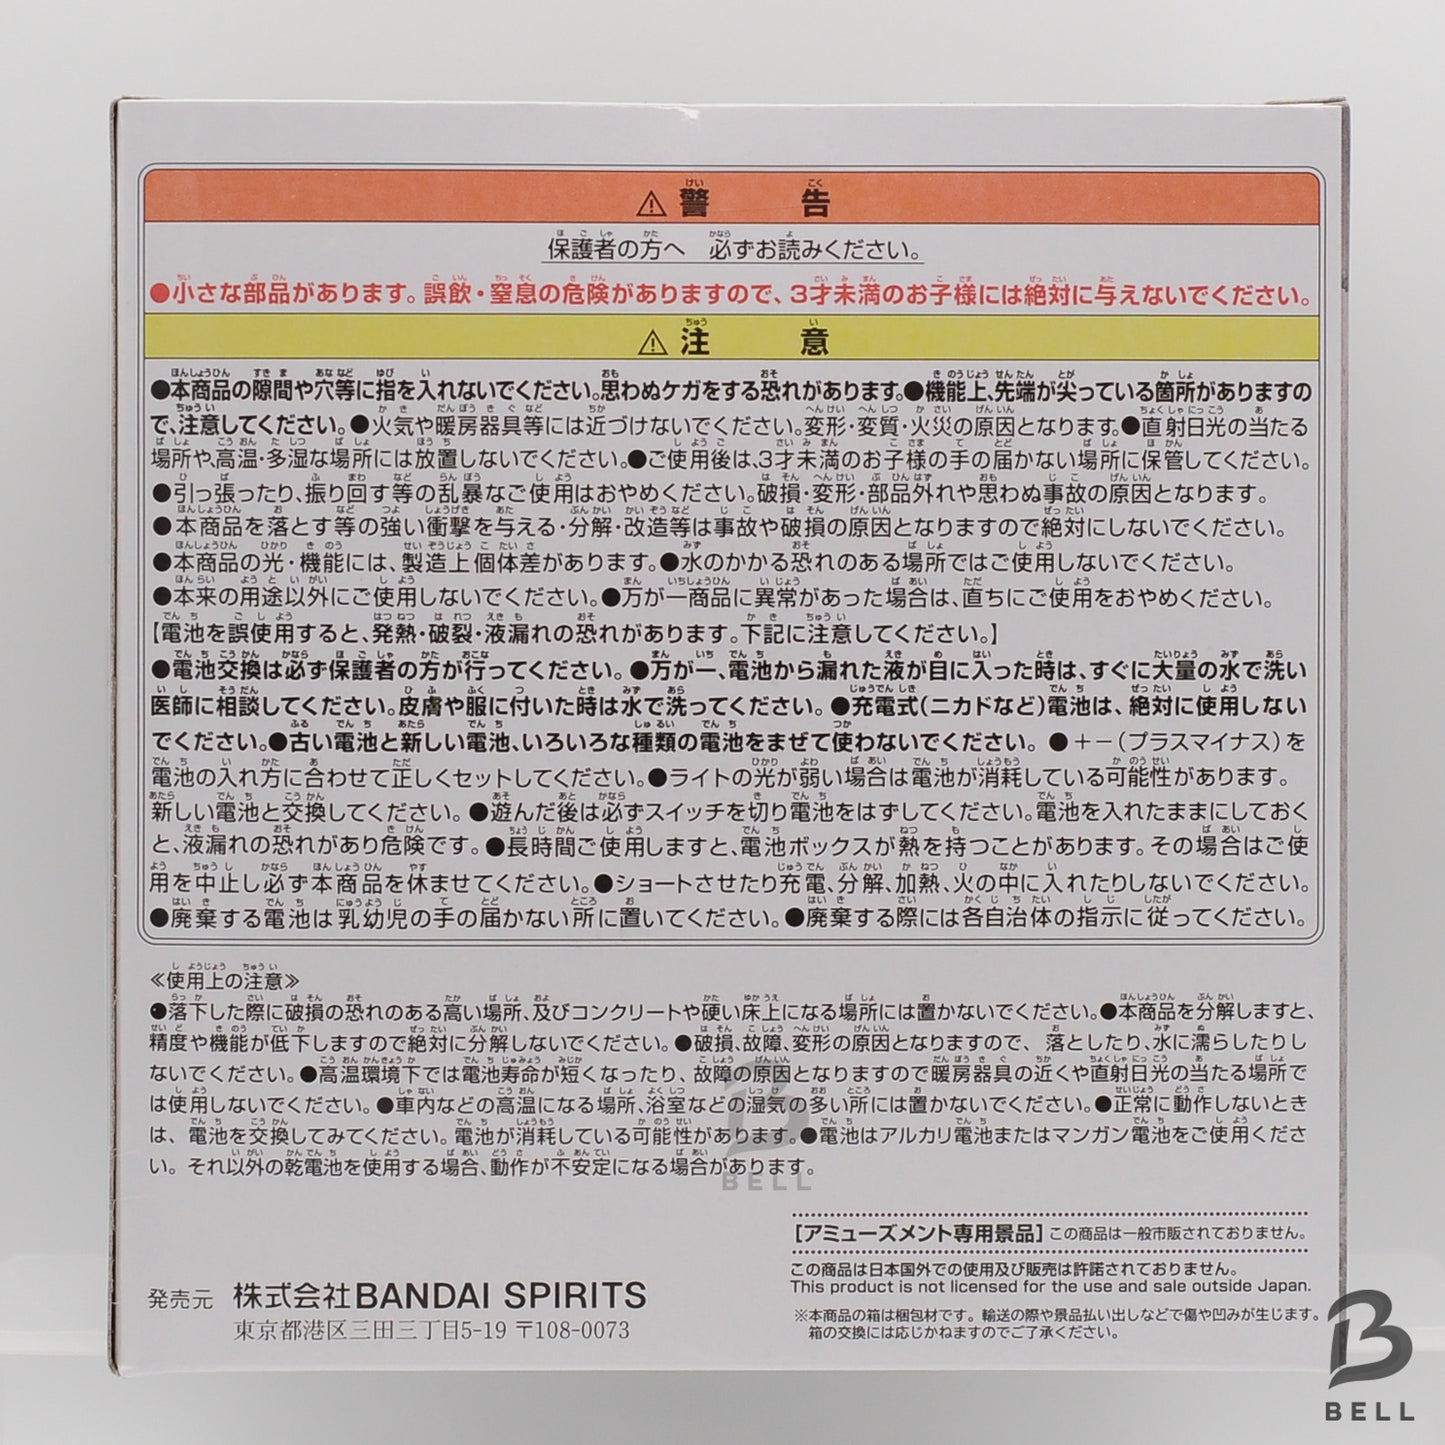 ⚠警告
保護者の方へ 必ずお読みください。
●小さな部品があります。誤飲・窒息の危険がありますので、3才未満のお子様には絶対に与えないでください。
⚠注意
●本商品の隙間や穴等に指を入れないでください。思わぬケガをする恐れがあります。●機能上、先端が尖っている箇所がありますの
で、注意してください。●火気や暖房器具等には近づけないでください。変形・変質・火災の原因となります。●直射日光の当たる
場所や、高温・多湿な場所には放置しないでください。●ご使用後は、3才未満のお子様の手の届かない場所に保管してください。
●引っ張ったり、振り回す等の乱暴なご使用はおやめください。破損・変形・部品外れや思わぬ事故の原因となります。
●本商品を落とす等の強い衝撃を与える・分解・改造等は事故や破損の原因となりますので絶対にしないでください。
●本商品の光・機能には、製造上個体差があります。●水のかかる恐れのある場所ではご使用しないでください。
●本来の用途以外にご使用しないでください。●万が一商品に異常があった場合は、直ちにご使用をおやめください。
【電池を誤使用すると、発熱・破裂・液漏れの恐れがあります。下記に注意してください。】
●電池交換は必ず保護者の方が行ってください。●万が一、電池から漏れた液が目に入った時は、すぐに大量の水で洗い
医師に相談してください。皮膚や服に付いた時は水で洗ってください。●充電式(ニカドなど)電池は、絶対に使用しない
でください。●古い電池と新しい電池、いろいろな種類の電池をまぜて使わないでください。●＋−(プラスマイナス)を
電池の入れ方に合わせて正しくセットしてください。●ライトの光が弱い場合は電池が消耗している可能性があります。
新しい電池と交換してください。●遊んだ後は必ずスイッチを切り電池をはずしてください。電池を入れたままにしておく
と、液漏れの恐れがあり危険です。●長時間ご使用しますと、電池ボックスが熱を持つことがあります。その場合はご使
用を中止し必ず本商品を休ませてください。●ショートさせたり充電、分解、加熱、火の中に入れたりしないでください。
●廃棄する電池は乳幼児の手の届かない所に置いてください。●廃棄する際には各自治体の指示に従ってください。
≪使用上の注意≫
●落下した際に破損の恐れのある高い場所、及びコンクリートや硬い床上になる場所には置かないでください。●本商品を分解しますと、
精度や機能が低下しますので絶対に分解しないでください。●破損、故障、変形の原因となりますので、落としたり、水に濡らしたりし
ないでください。●高温環境下では電池寿命が短くなったり、故障の原因となりますので暖房器具の近くや直射日光の当たる場所で
は使用しないでください。●車内などの高温になる場所、浴室などの湿気の多い所には置かないでください。●正常に動作しないとき
は、電池を交換してみてください。電池が消耗している可能性があります。●電池はアルカリ電池またはマンガン電池をご使用くださ
い。それ以外の乾電池を使用する場合、動作が不安定になる場合があります。
BELL
【アミューズメント専用景品】この商品は一般市販されておりません。
この商品は日本国外での使用及び販売は許諾されておりません。
This product is not licensed for the use and sale outside Japan.
※本商品の箱は梱包材です。輸送の際や景品払い出しなどで傷や凹みが生じます。
箱の交換には応じかねますのでご了承ください。
発売元 株式会社BANDAI SPIRITS
東京都港区三田三丁目5-19 〒108-0073
BELL